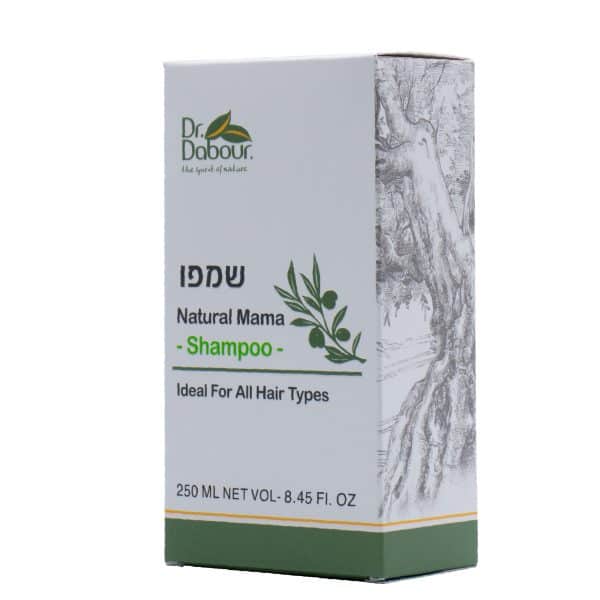 Dr.
Dabour.
the spirit of nature
שמפו
Natural Mama
- Shampoo -
Ideal For All Hair Types
250 ML NET VOL- 8.45 Fl. OZ